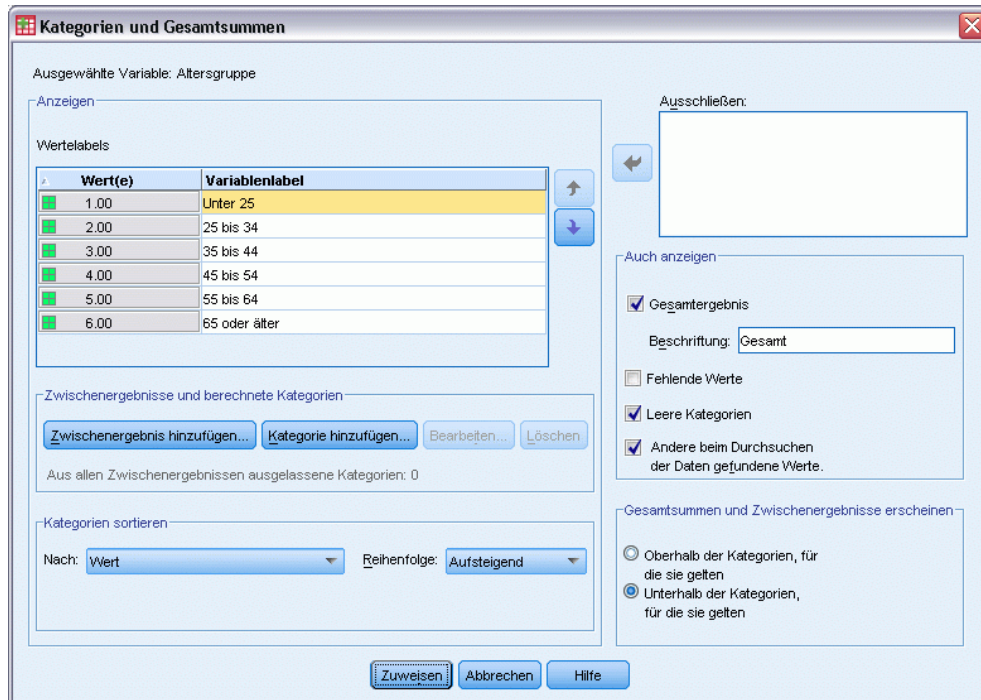 Kategorien und Gesamtsummen
Ausgewählte Variable: Altersgruppe
Anzeigen
Wertelabels
Wert(e) Variablenlabel
1.00 Unter 25
2.00 25 bis 34
3.00 35 bis 44
4.00 45 bis 54
5.00 55 bis 64
6.00 65 oder älter
Zwischenergebnisse und berechnete Kategorien
Zwischenergebnis hinzufügen... Kategorie hinzufügen... Bearbeiten... Löschen
Aus allen Zwischenergebnissen ausgelassene Kategorien: 0
Kategorien sortieren
Nach: Wert Reihenfolge: Aufsteigend
Ausschließen:
Auch anzeigen
Gesamtergebnis
Beschriftung: Gesamt
Fehlende Werte
Leere Kategorien
Andere beim Durchsuchen
der Daten gefundene Werte.
Gesamtsummen und Zwischenergebnisse erscheinen
Oberhalb der Kategorien, für
die sie gelten
Unterhalb der Kategorien,
für die sie gelten
Zuweisen Abbrechen Hilfe